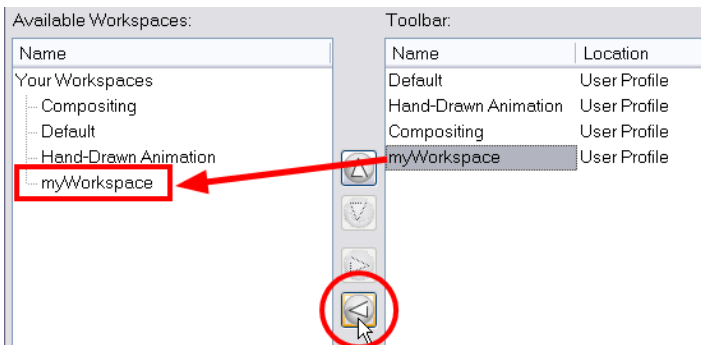 Available Workspaces:
Name
Your Workspaces
Compositing
Default
Hand-Drawn Animation
myWorkspace
Toolbar:
Name Location
Default User Profile
Hand-Drawn Animation User Profile
Compositing User Profile
myWorkspace User Profile